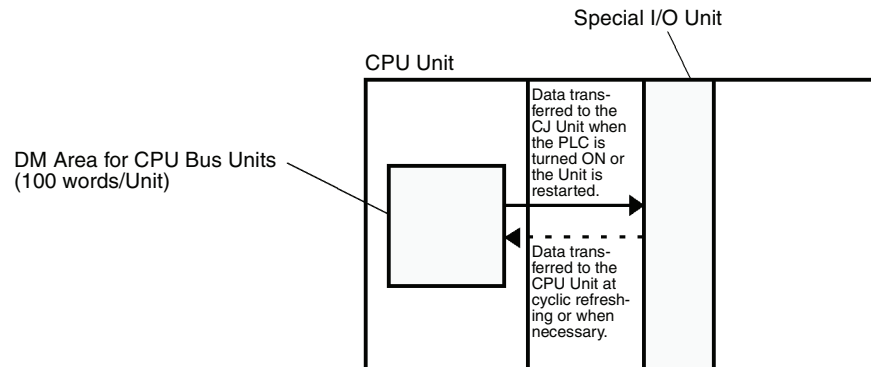 Special I/O Unit
CPU Unit
Data trans-
ferred to the
CJ Unit when
the PLC is
turned ON or
the Unit is
restarted.
DM Area for CPU Bus Units
(100 words/Unit)
Data trans-
ferred to the
CPU Unit at
cyclic refresh-
ing or when
necessary.